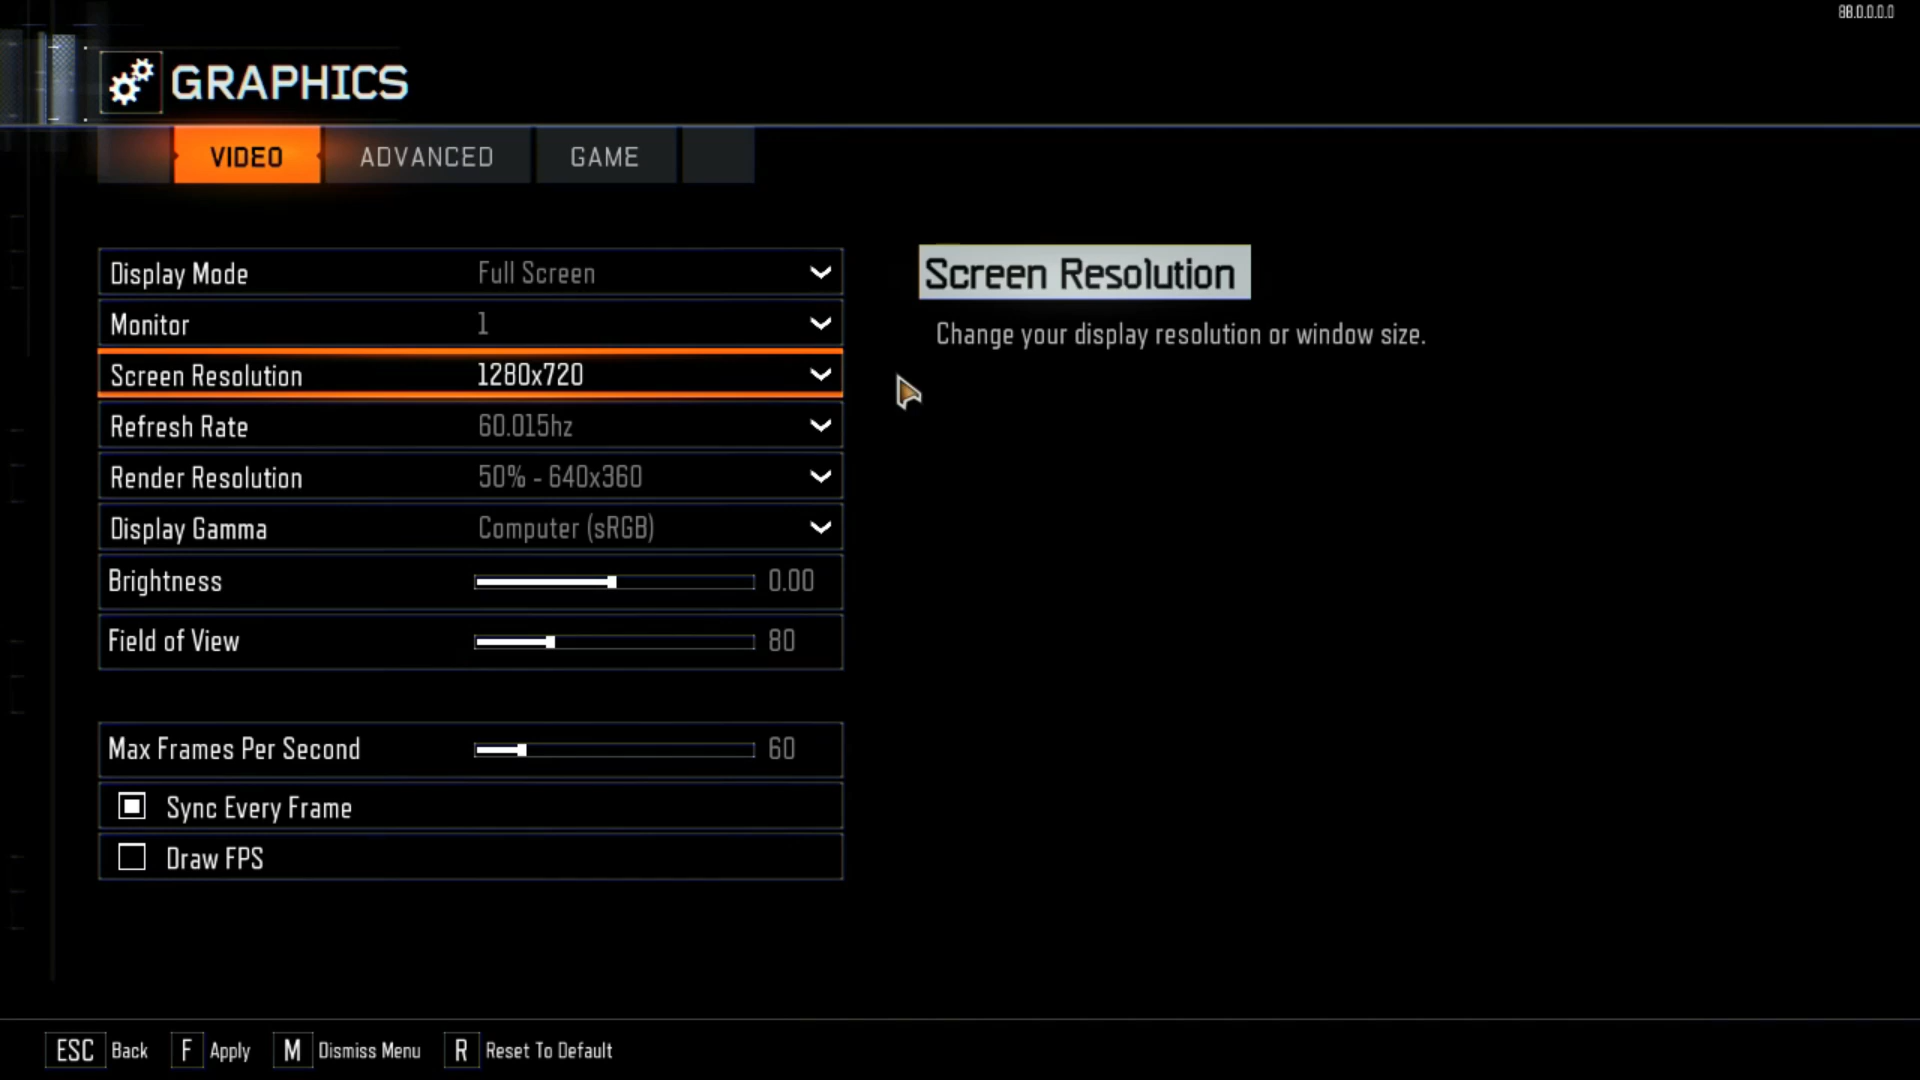 88.0.0.0.0
GRAPHICS
VIDEO ADVANCED GAME
Display Mode Full Screen
Monitor 1
Screen Resolution 1280x720
Refresh Rate 60.015hz
Render Resolution 50% - 640x360
Display Gamma Computer (sRGB)
Brightness 0.00
Field of View 80
Max Frames Per Second 60
Sync Every Frame
Draw FPS
Screen Resolution
Change your display resolution or window size.
ESC Back F Apply M Dismiss Menu R Reset To Default